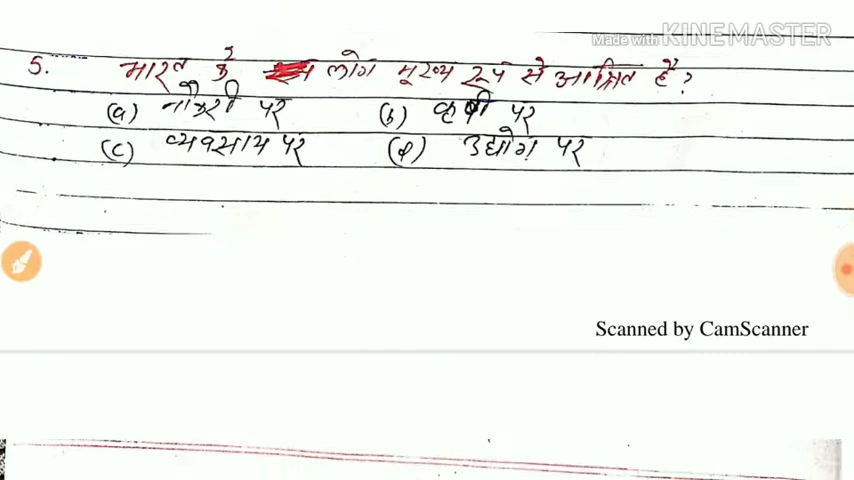 Made with KINEMASTER
5. भारत के लोग मूख्य रूप से आश्रित है?
(a) नौकरी पर (b) कृषी पर
(c) व्यवसाय पर (d) उद्योग पर
Scanned by CamScanner